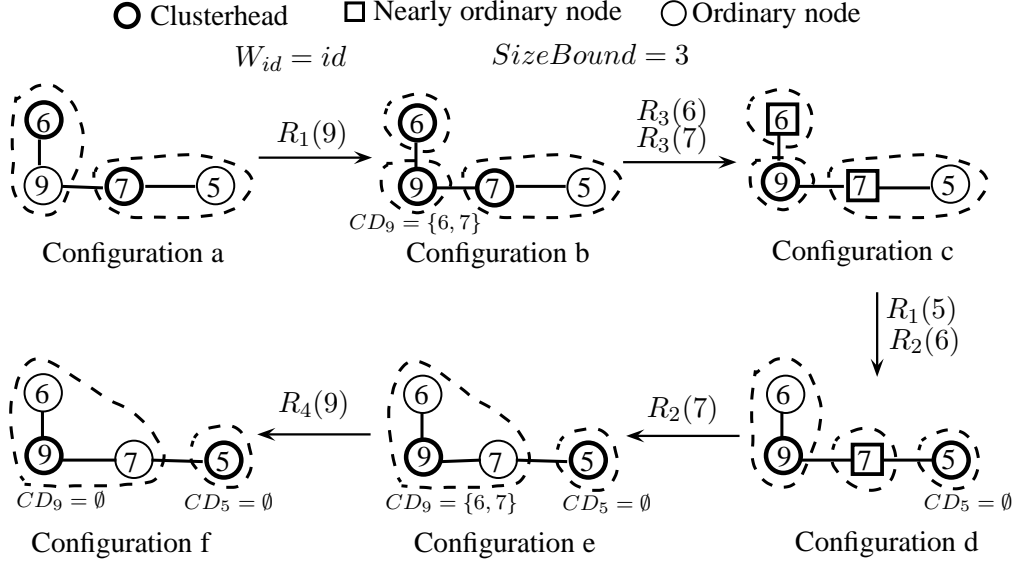 Clusterhead Nearly ordinary node Ordinary node
W_{id} = id SizeBound = 3
6
9 7 5
Configuration a
R_1(9)
6
9 7 5
CD_9 = {6, 7}
Configuration b
R_3(6)
R_3(7)
6
9 7 5
Configuration c
R_1(5)
R_2(6)
6
9 7 5
CD_5 = ∅
Configuration d
R_2(7)
6
9 7 5
CD_9 = {6, 7} CD_5 = ∅
Configuration e
R_4(9)
6
9 7 5
CD_9 = ∅ CD_5 = ∅
Configuration f